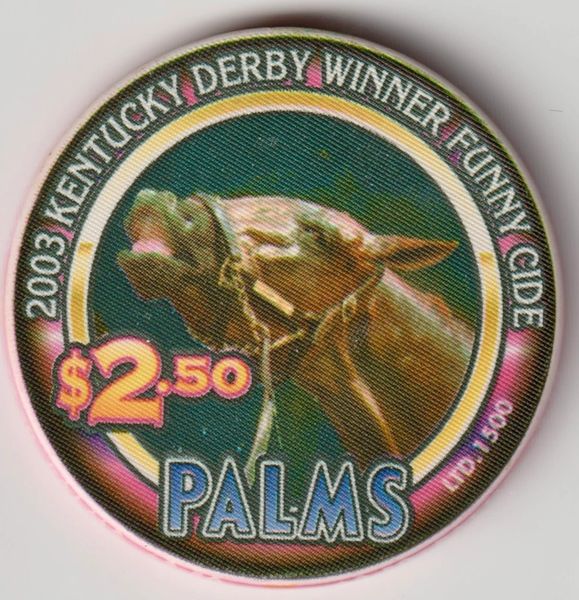 2003 KENTUCKY DERBY WINNER FUNNY CIDE
$2.50
LTD. 1500
PALMS